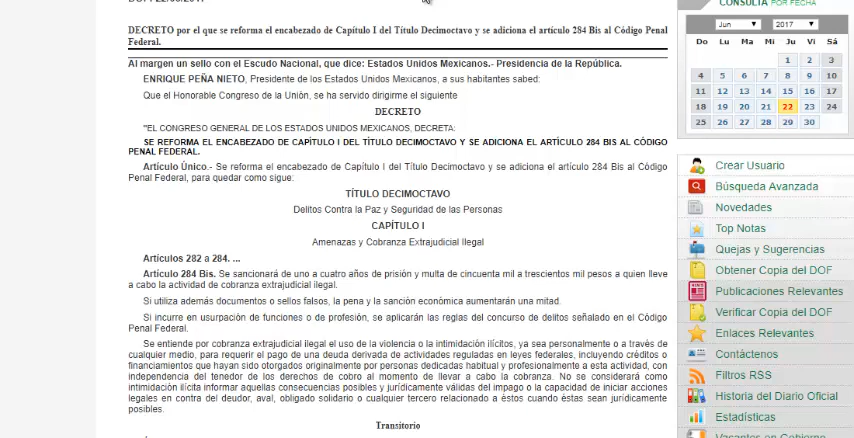 DECRETO por el que se reforma el encabezado de Capítulo I del Título Decimoctavo y se adiciona el artículo 284 Bis al Código Penal
Federal.
Al margen un sello con el Escudo Nacional, que dice: Estados Unidos Mexicanos.- Presidencia de la República.
ENRIQUE PEÑA NIETO, Presidente de los Estados Unidos Mexicanos, a sus habitantes sabed:
Que el Honorable Congreso de la Unión, se ha servido dirigirme el siguiente
DECRETO
"EL CONGRESO GENERAL DE LOS ESTADOS UNIDOS MEXICANOS, DECRETA:
SE REFORMA EL ENCABEZADO DE CAPÍTULO I DEL TÍTULO DECIMOCTAVO Y SE ADICIONA EL ARTÍCULO 284 BIS AL CÓDIGO
PENAL FEDERAL.
Artículo Único.- Se reforma el encabezado de Capítulo I del Título Decimoctavo y se adiciona el artículo 284 Bis al Código
Penal Federal, para quedar como sigue:
TÍTULO DECIMOCTAVO
Delitos Contra la Paz y Seguridad de las Personas
CAPÍTULO I
Amenazas y Cobranza Extrajudicial Ilegal
Artículos 282 a 284. ...
Artículo 284 Bis. Se sancionará de uno a cuatro años de prisión y multa de cincuenta mil a trescientos mil pesos a quien lleve
a cabo la actividad de cobranza extrajudicial ilegal.
Si utiliza además documentos o sellos falsos, la pena y la sanción económica aumentarán una mitad.
Si incurre en usurpación de funciones o de profesión, se aplicarán las reglas del concurso de delitos señalado en el Código
Penal Federal.
Se entiende por cobranza extrajudicial ilegal el uso de la violencia o la intimidación ilícitos, ya sea personalmente o a través de
cualquier medio, para requerir el pago de una deuda derivada de actividades reguladas en leyes federales, incluyendo créditos o
financiamientos que hayan sido otorgados originalmente por personas dedicadas habitual y profesionalmente a esta actividad, con
independencia del tenedor de los derechos de cobro al momento de llevar a cabo la cobranza. No se considerará como
intimidación ilícita informar aquellas consecuencias posibles y jurídicamente válidas del impago o la capacidad de iniciar acciones
legales en contra del deudor, aval, obligado solidario o cualquier tercero relacionado a éstos cuando éstas sean jurídicamente
posibles.
Transitorio
CONSULTA POR FECHA
Jun 2017
Do Lu Ma Mi Ju Vi Sá
1 2 3
4 5 6 7 8 9 10
11 12 13 14 15 16 17
18 19 20 21 22 23 24
25 26 27 28 29 30
Crear Usuario
Búsqueda Avanzada
Novedades
Top Notas
Quejas y Sugerencias
Obtener Copia del DOF
Publicaciones Relevantes
Verificar Copia del DOF
Enlaces Relevantes
Contáctenos
Filtros RSS
Historia del Diario Oficial
Estadísticas
Vacantes en Gobierno